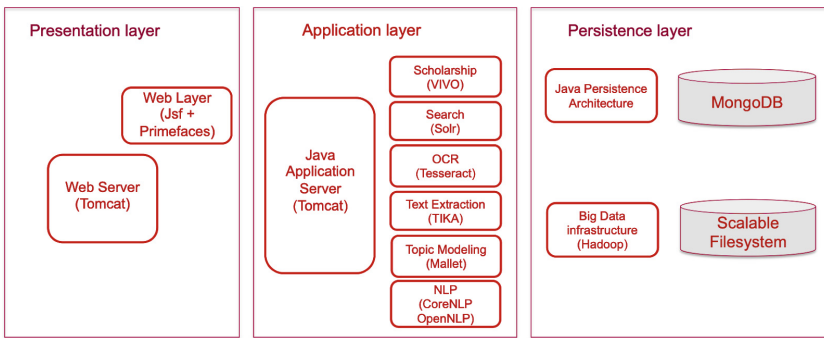 Presentation layer
Web Layer
(Jsf +
Primefaces)
Web Server
(Tomcat)
Application layer
Java
Application
Server
(Tomcat)
Scholarship
(VIVO)
Search
(Solr)
OCR
(Tesseract)
Text Extraction
(TIKA)
Topic Modeling
(Mallet)
NLP
(CoreNLP
OpenNLP)
Persistence layer
Java Persistence
Architecture
MongoDB
Big Data
infrastructure
(Hadoop)
Scalable
Filesystem